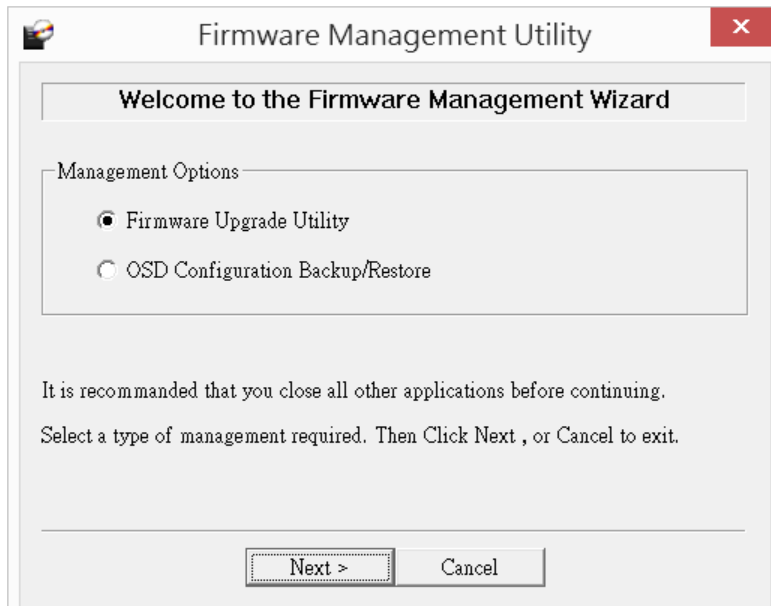 Firmware Management Utility
Welcome to the Firmware Management Wizard
Management Options
Firmware Upgrade Utility
OSD Configuration Backup/Restore
It is recommanded that you close all other applications before continuing.
Select a type of management required. Then Click Next , or Cancel to exit.
Next >
Cancel